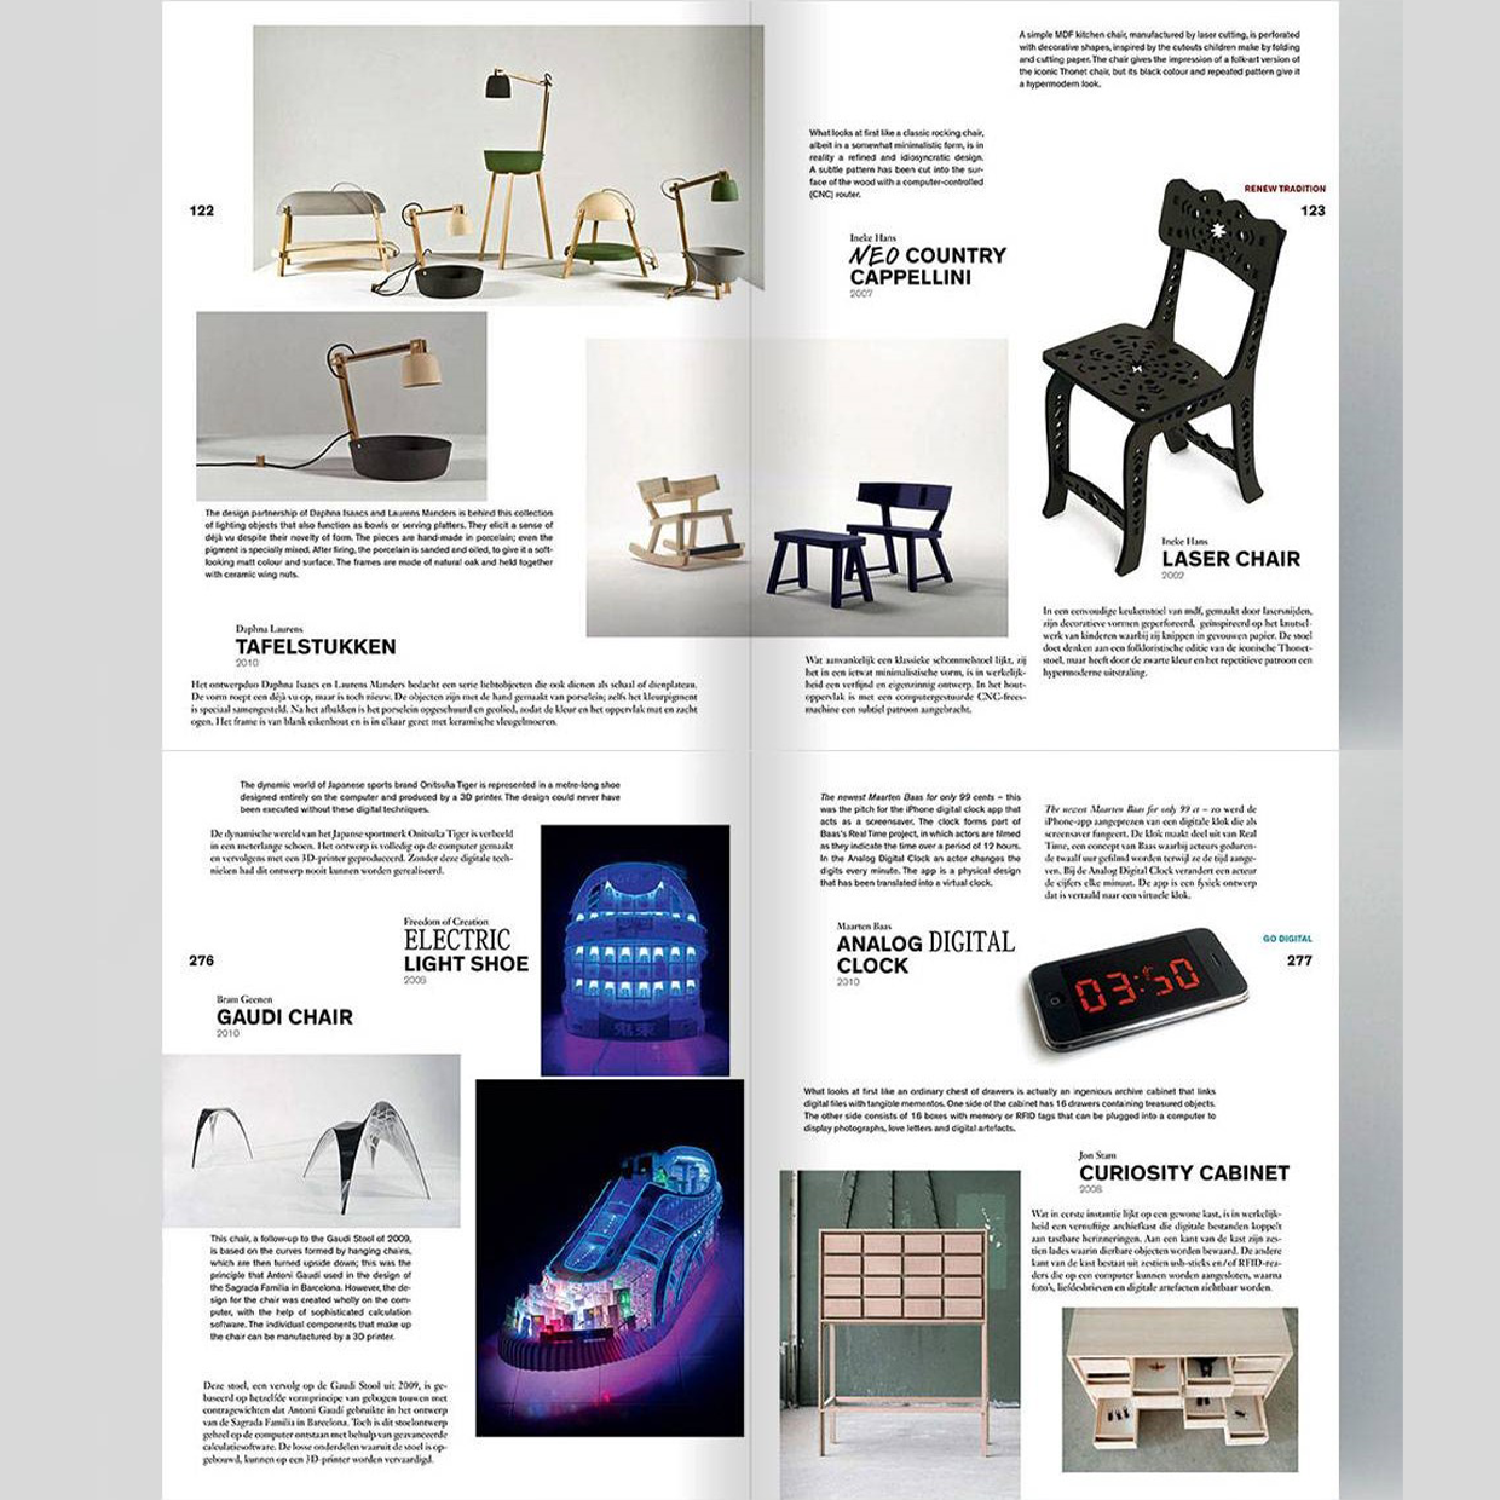 122
The design partnership of Daphna Isaacs and Laurens Manders is behind this collection
of lighting objects that also function as bowls or serving platters. They elicit a sense of
déjà vu despite their novelty of form. The pieces are hand-made in porcelain; even the
pigment is specially mixed. After firing, the porcelain is sanded and oiled, to give it a soft-
looking matt colour and surface. The frames are made of natural oak and held together
with ceramic wing nuts.
Daphna Laurens
TAFELSTUKKEN
2010
Het ontwerpduo Daphna Isaacs en Laurens Manders bedacht een serie lichtobjecten die ook dienen als schaal of dienplateau.
De vorm roept een déjà vu op, maar is toch nieuw. De objecten zijn met de hand gemaakt van porselein; zelfs het kleurpigment
is speciaal samengesteld. Na het afbakken is het porselein opgeschuurd en geolied, zodat de kleur en het oppervlak mat en zacht
ogen. Het frame is van blank eikenhout en is in elkaar gezet met keramische vleugelmoeren.
A simple MDF kitchen chair, manufactured by laser cutting, is perforated
with decorative shapes, inspired by the cutouts children make by folding
and cutting paper. The chair gives the impression of a folk-art version of
the iconic Thonet chair, but its black colour and repeated pattern give it
a hypermodern look.
What looks at first like a classic rocking chair,
albeit in a somewhat minimalistic form, is in
reality a refined and idiosyncratic design.
A subtle pattern has been cut into the sur-
face of the wood with a computer-controlled
(CNC) router.
RENEW TRADITION
123
Ineke Hans
NEO COUNTRY
CAPPELLINI
2007
Ineke Hans
LASER CHAIR
2002
In een eenvoudige keukenstoel van mdf, gemaakt door lasersnijden,
zijn decoratieve vormen geperforeerd, geïnspireerd op het knutsel-
werk van kinderen waarbij zij knippen in gevouwen papier. De stoel
doet denken aan een folkloristische editie van de iconische Thonet-
stoel, maar heeft door de zwarte kleur en het repetitieve patroon een
hypermoderne uitstraling.
Wat aanvankelijk een klassieke schommelstoel lijkt, zij
het in een ietwat minimalistische vorm, is in werkelijk-
heid een verfijnd en eigenzinnig ontwerp. In het hout-
oppervlak is met een computergestuurde CNC-frees-
machine een subtiel patroon aangebracht.
The dynamic world of Japanese sports brand Onitsuka Tiger is represented in a metre-long shoe
designed entirely on the computer and produced by a 3D printer. The design could never have
been executed without these digital techniques.
De dynamische wereld van het Japanse sportmerk Onitsuka Tiger is verbeeld
in een meterlange schoen. Het ontwerp is volledig op de computer gemaakt
en vervolgens met een 3D-printer geproduceerd. Zonder deze digitale tech-
nieken had dit ontwerp nooit kunnen worden gerealiseerd.
Freedom of Creation
ELECTRIC
LIGHT SHOE
276
Bram Geenen
GAUDI CHAIR
2010
This chair, a follow-up to the Gaudi Stool of 2009,
is based on the curves formed by hanging chains,
which are then turned upside down; this was the
principle that Antoni Gaudí used in the design of
the Sagrada Familia in Barcelona. However, the de-
sign for the chair was created wholly on the com-
puter, with the help of sophisticated calculation
software. The individual components that make up
the chair can be manufactured by a 3D printer.
Deze stoel, een vervolg op de Gaudi Stool uit 2009, is ge-
baseerd op hetzelfde vormprincipe van gebogen touwen met
contragewichten dat Antoni Gaudí gebruikte in het ontwerp
van de Sagrada Familia in Barcelona. Toch is dit stoelontwerp
geheel op de computer ontstaan met behulp van geavanceerde
calculatiesoftware. De losse onderdelen waaruit de stoel is op-
gebouwd, kunnen op een 3D-printer worden vervaardigd.
The newest Maarten Baas for only 99 cents – this
was the pitch for the iPhone digital clock app that
acts as a screensaver. The clock forms part of
Baas's Real Time project, in which actors are filmed
as they indicate the time over a period of 12 hours.
In the Analog Digital Clock an actor changes the
digits every minute. The app is a physical design
that has been translated into a virtual clock.
The newest Maarten Baas for only 99 ct – zo werd de
iPhone-app aangeprezen van een digitale klok die als
screensaver fungeert. De klok maakt deel uit van Real
Time, een concept van Baas waarbij acteurs geduren-
de twaalf uur gefilmd worden terwijl ze de tijd aange-
ven. Bij de Analog Digital Clock verandert een acteur
de cijfers elke minuut. De app is een fysiek ontwerp
dat is vertaald naar een virtuele klok.
Maarten Baas
ANALOG DIGITAL
CLOCK
2010
03:50
GO DIGITAL
277
What looks at first like an ordinary chest of drawers is actually an ingenious archive cabinet that links
digital files with tangible mementos. One side of the cabinet has 16 drawers containing treasured objects.
The other side consists of 16 boxes with memory or RFID tags that can be plugged into a computer to
display photographs, love letters and digital artefacts.
Jon Stam
CURIOSITY CABINET
Wat in eerste instantie lijkt op een gewone kast, is in werkelijk-
heid een vernuftige archiefkast die digitale bestanden koppelt
aan tastbare herinneringen. Aan een kant van de kast zijn zes-
tien lades waarin dierbare objecten worden bewaard. De andere
kant van de kast bestaat uit zestien usb-sticks en/of RFID-rea-
ders die op een computer kunnen worden aangesloten, waarna
foto's, liefdesbrieven en digitale artefacten zichtbaar worden.